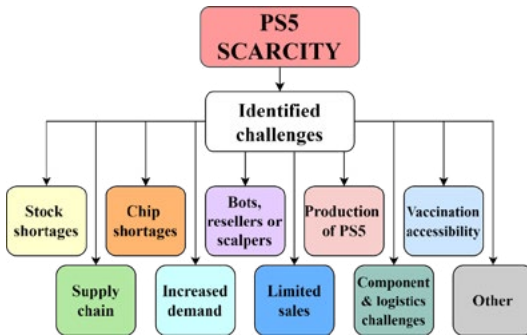 PS5
SCARCITY
Identified
challenges
Stock
shortages
Chip
shortages
Bots,
resellers or
scalpers
Production
of PS5
Vaccination
accessibility
Supply
chain
Increased
demand
Limited
sales
Component
& logistics
challenges
Other